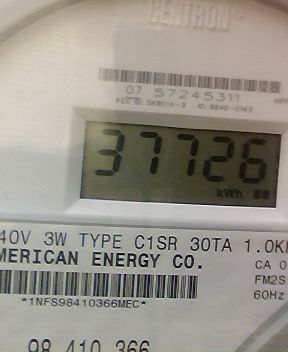 CENTRON®
07 57245311
37726
kWh
40V 3W TYPE C1SR 30TA 1.0K
MERICAN ENERGY CO.
CA 0
FM2S
*1NFS98410366MEC*
60Hz
98 410 366